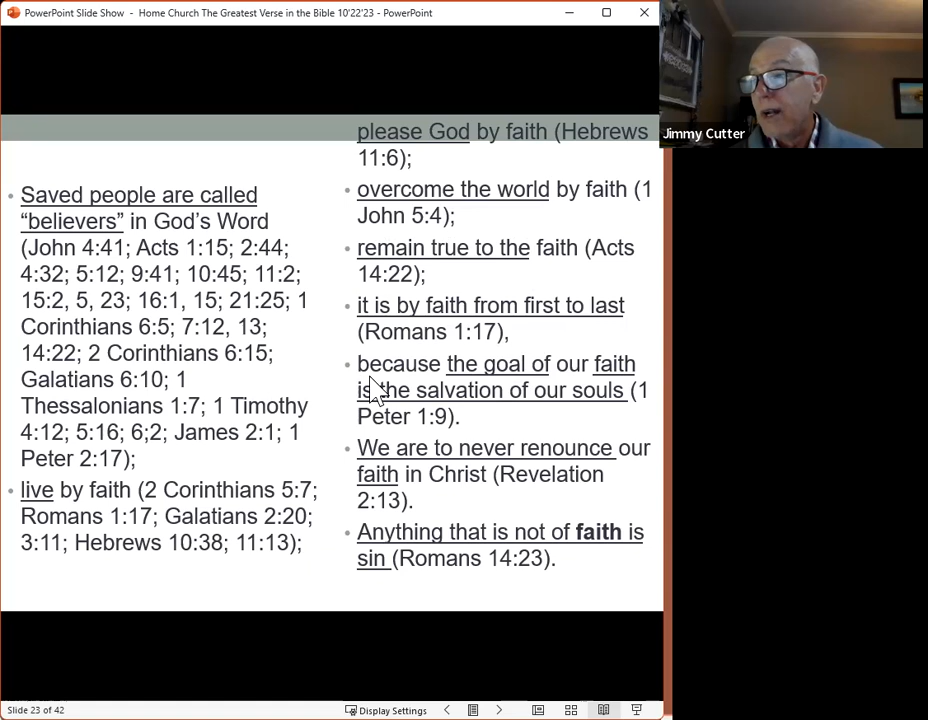 PowerPoint Slide Show - Home Church The Greatest Verse in the Bible 10'22'23 - PowerPoint
Jimmy Cutter
• Saved people are called
“believers” in God’s Word
(John 4:41; Acts 1:15; 2:44;
4:32; 5:12; 9:41; 10:45; 11:2;
15:2, 5, 23; 16:1, 15; 21:25; 1
Corinthians 6:5; 7:12, 13;
14:22; 2 Corinthians 6:15;
Galatians 6:10; 1
Thessalonians 1:7; 1 Timothy
4:12; 5:16; 6;2; James 2:1; 1
Peter 2:17);
• live by faith (2 Corinthians 5:7;
Romans 1:17; Galatians 2:20;
3:11; Hebrews 10:38; 11:13);
please God by faith (Hebrews
11:6);
• overcome the world by faith (1
John 5:4);
• remain true to the faith (Acts
14:22);
• it is by faith from first to last
(Romans 1:17),
• because the goal of our faith
is the salvation of our souls (1
Peter 1:9).
• We are to never renounce our
faith in Christ (Revelation
2:13).
• Anything that is not of faith is
sin (Romans 14:23).
Slide 23 of 42
Display Settings